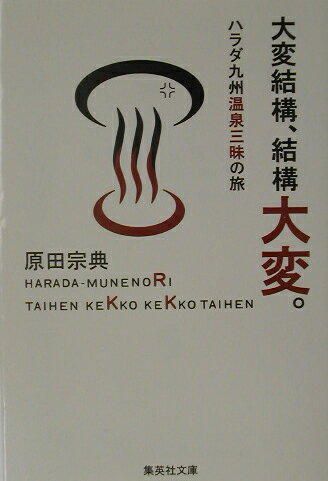 大変結構、結構
大変。
ハラダ九州温泉三昧の旅
原田宗典
HARADA-MUNENORI
TAIHEN KEKKO KEKKO TAIHEN
集英社文庫